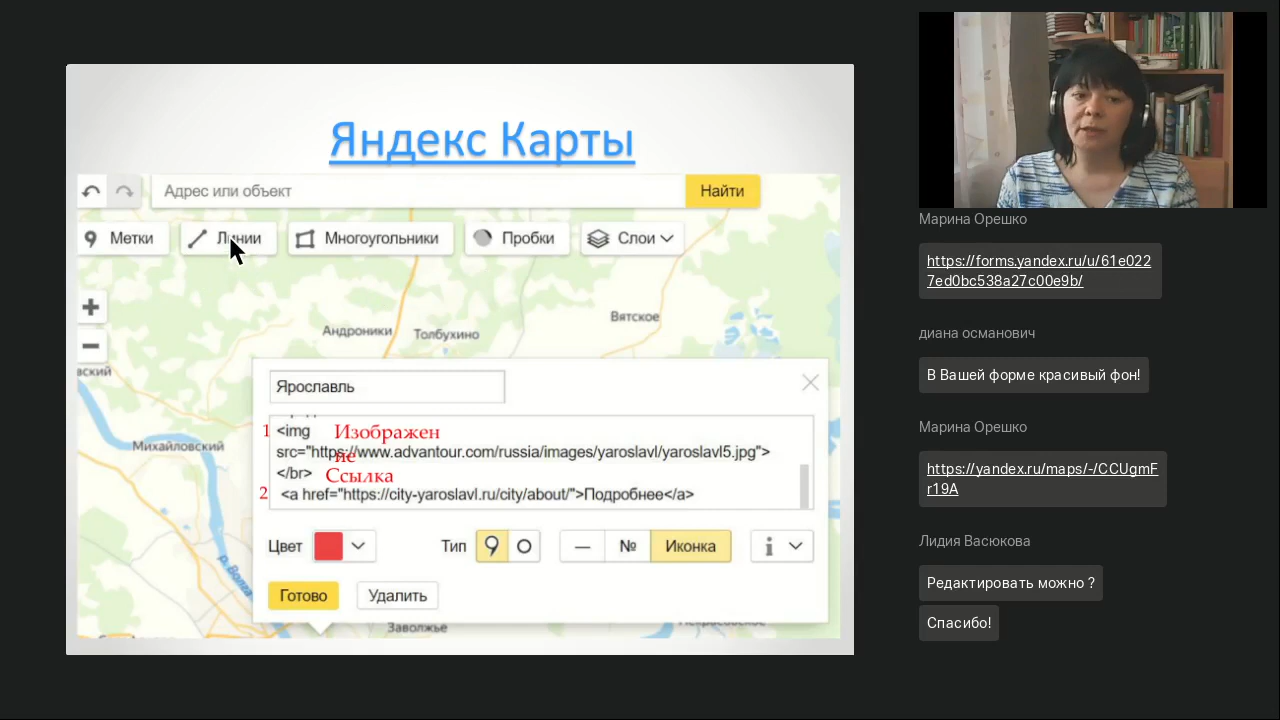 Яндекс Карты
Адрес или объект
Найти
Метки
Линии
Многоугольники
Пробки
Слои
Андроники
Толбухино
Вятское
вский
Михайловский
Ярославль
1
<img
Изображен
src="https://www.advantour.com/russia/images/yaroslavl/yaroslavl5.jpg">
ие
</br>
Ссылка
2
<a href="https://city-yaroslavl.ru/city/about/">Подробнее</a>
Цвет
Тип
№
Иконка
р. Волга
Готово
Удалить
Заволжье
Марина Орешко
https://forms.yandex.ru/u/61e022
7ed0bc538a27c00e9b/
диана османович
В Вашей форме красивый фон!
Марина Орешко
https://yandex.ru/maps/-/CCUgmF
r19A
Лидия Васюкова
Редактировать можно ?
Спасибо!